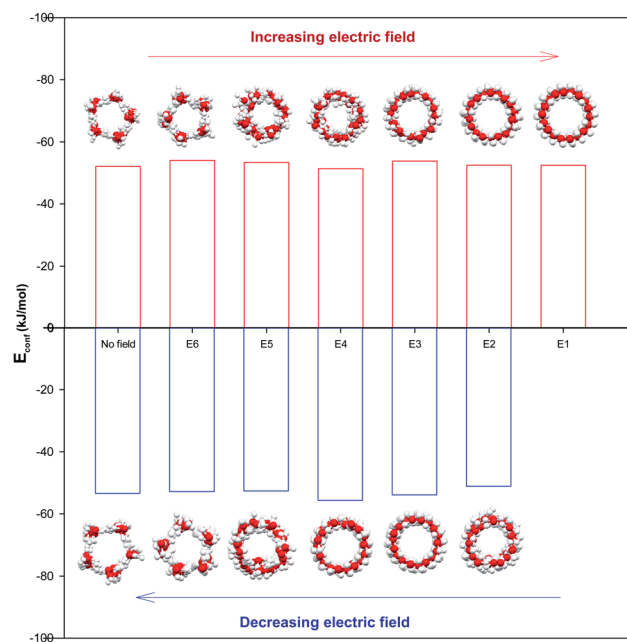 -100
Increasing electric field
-80
-60
-40
-20
0
E_conf (kJ/mol)
No field E6 E5 E4 E3 E2 E1
-20
-40
-60
-80
Decreasing electric field
-100